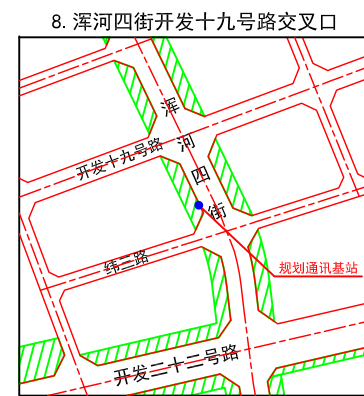 8. 浑河四街开发十九号路交叉口
浑河四街
开发十九号路
规划通讯基站
纬三路
开发二十二号路